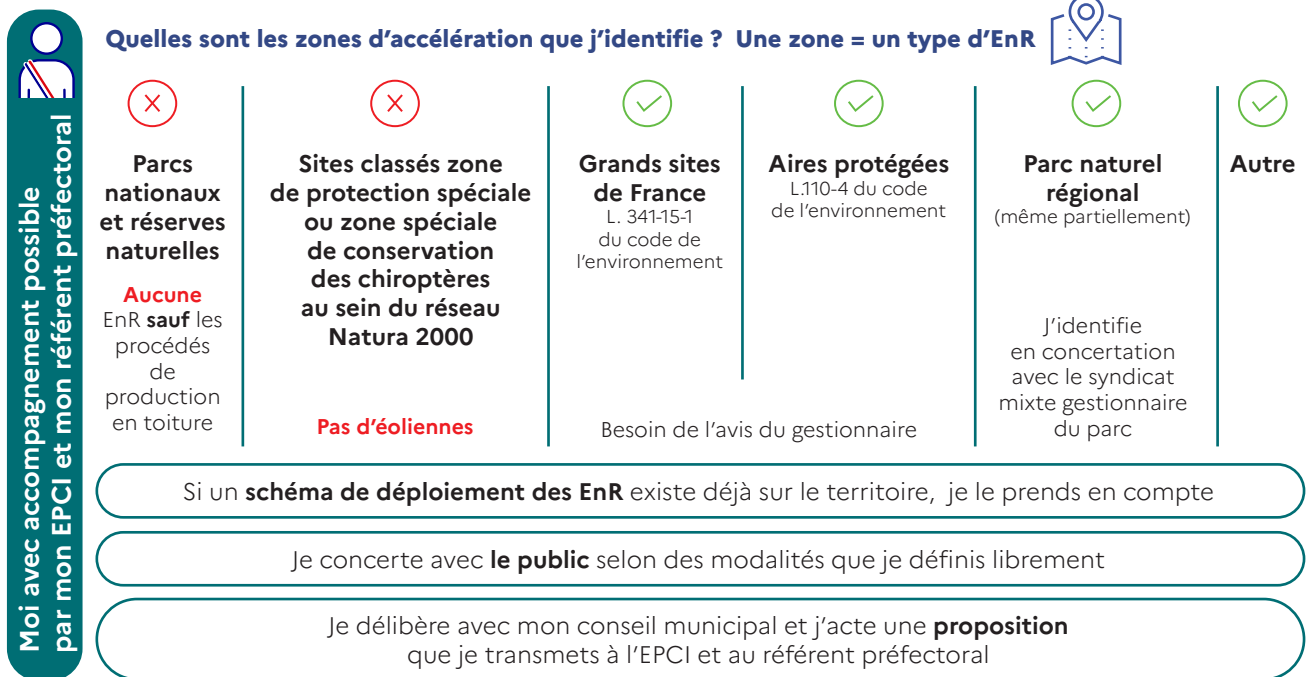 Moi avec accompagnement possible
par mon EPCI et mon référent préfectoral
Quelles sont les zones d’accélération que j’identifie ? Une zone = un type d’EnR
Parcs
nationaux
et réserves
naturelles
Aucune
EnR sauf les
procédés
de
production
en toiture
Sites classés zone
de protection spéciale
ou zone spéciale
de conservation
des chiroptères
au sein du réseau
Natura 2000
Pas d’éoliennes
Grands sites
de France
L. 341-15-1
du code de
l’environnement
Aires protégées
L.110-4 du code
de l’environnement
Besoin de l’avis du gestionnaire
Parc naturel
régional
(même partiellement)
J’identifie
en concertation
avec le syndicat
mixte gestionnaire
du parc
Autre
Si un schéma de déploiement des EnR existe déjà sur le territoire, je le prends en compte
Je concerte avec le public selon des modalités que je définis librement
Je délibère avec mon conseil municipal et j’acte une proposition
que je transmets à l’EPCI et au référent préfectoral